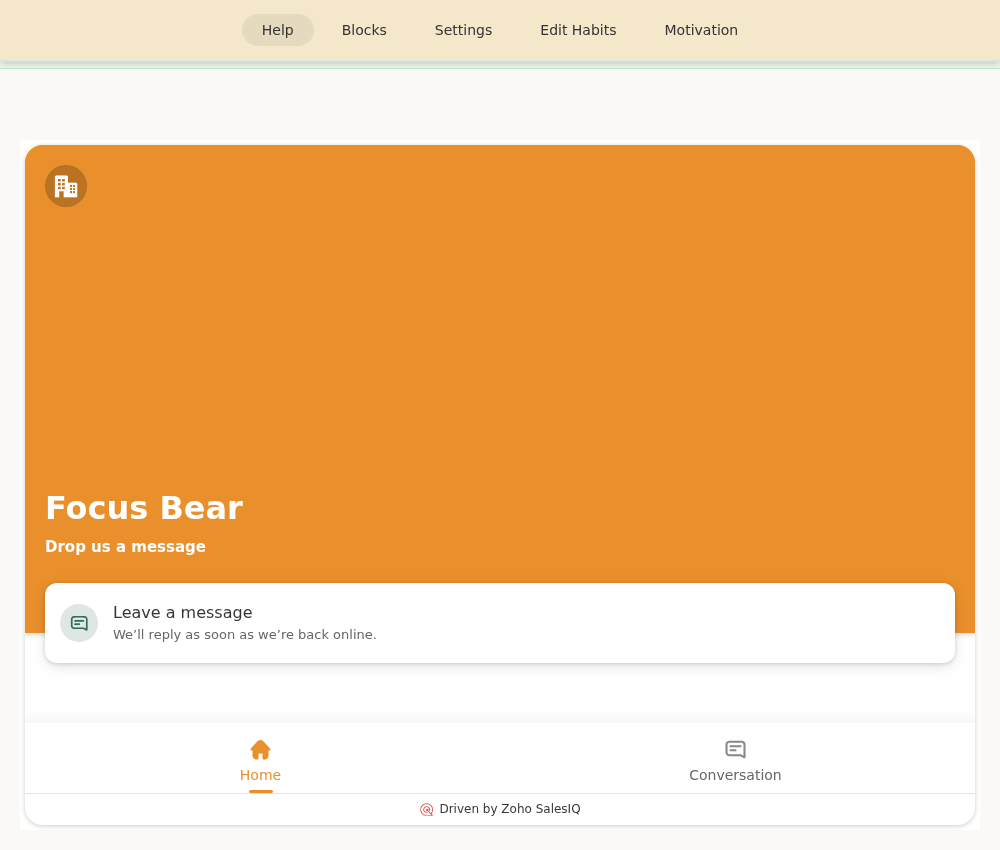 Help Blocks Settings Edit Habits Motivation
Focus Bear
Drop us a message
Leave a message
We’ll reply as soon as we’re back online.
Home Conversation
Driven by Zoho SalesIQ